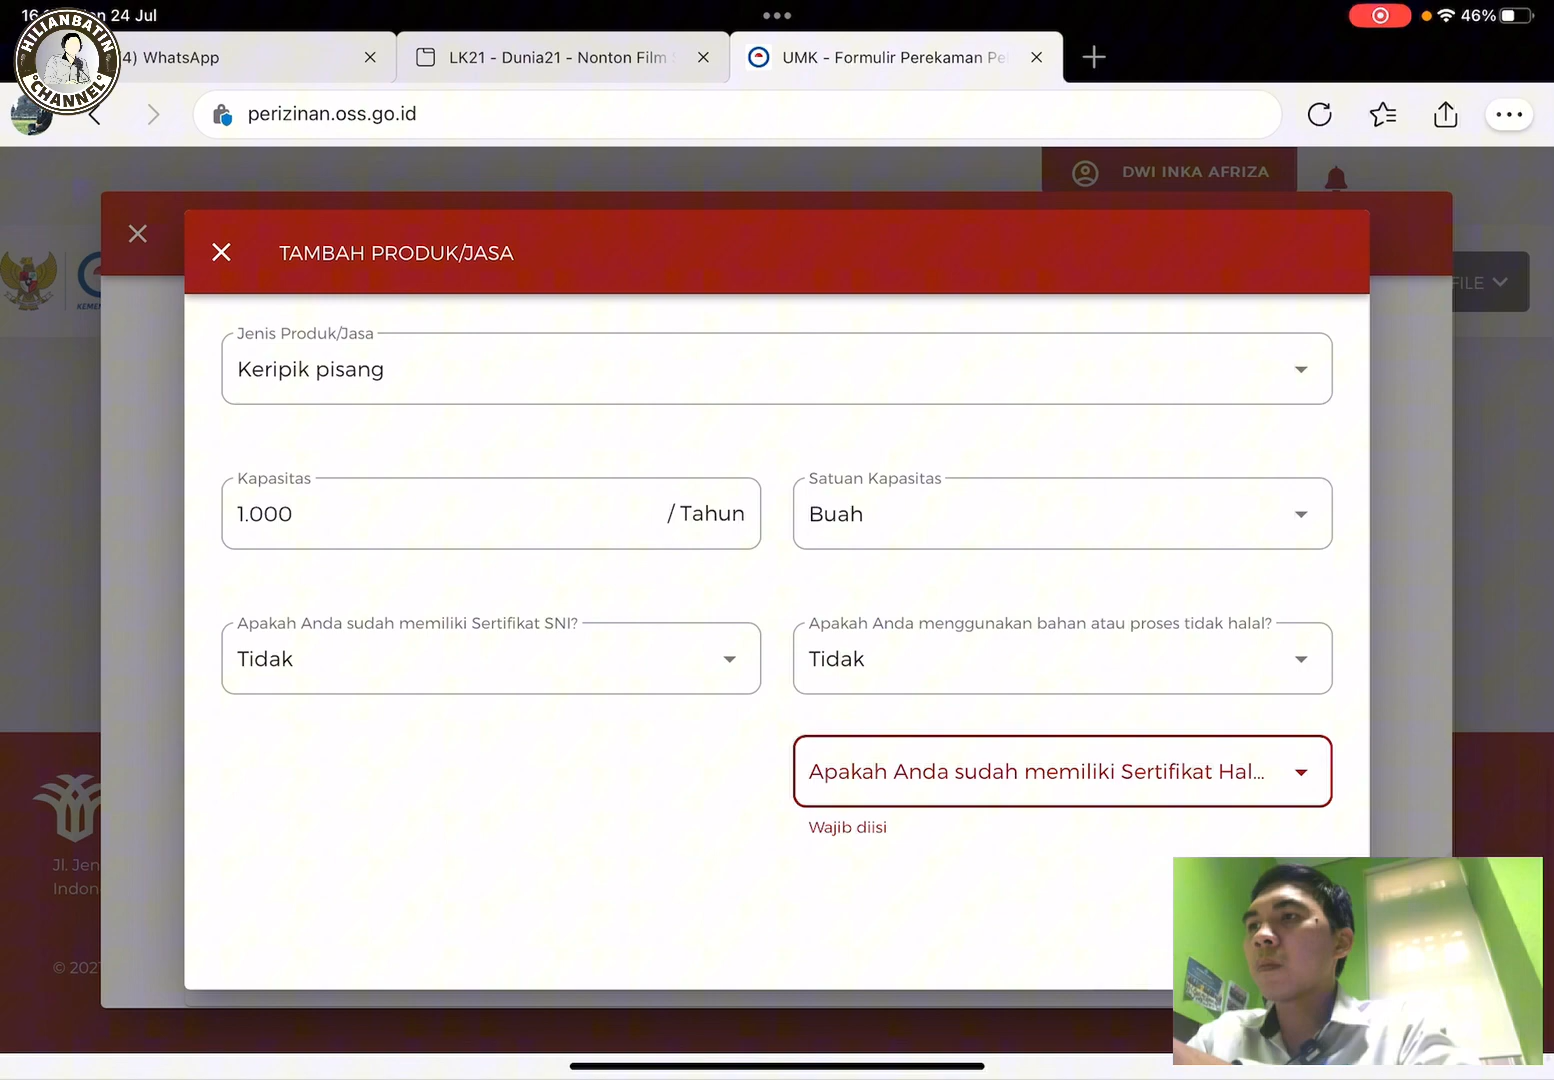 24 Jul
46%
HILIANBATIN
CHANNEL
4) WhatsApp
LK21 - Dunia21 - Nonton Film
UMK - Formulir Perekaman Pe
perizinan.oss.go.id
DWI INKA AFRIZA
TAMBAH PRODUK/JASA
FILE
Jenis Produk/Jasa
Keripik pisang
Kapasitas
1.000
/ Tahun
Satuan Kapasitas
Buah
Apakah Anda sudah memiliki Sertifikat SNI?
Tidak
Apakah Anda menggunakan bahan atau proses tidak halal?
Tidak
Apakah Anda sudah memiliki Sertifikat Hal...
Wajib diisi
Jl. Jen
Indon
© 202